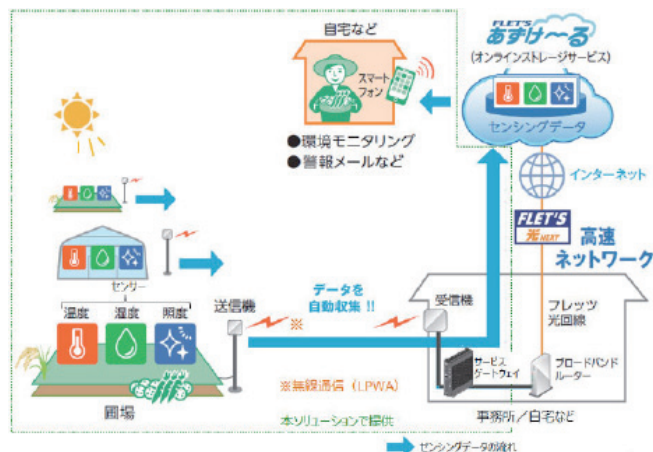 自宅など
スマート
フォン
●環境モニタリング
●警報メールなど
FLET'S
あずけ〜る
(オンラインストレージサービス)
センシングデータ
インターネット
FLET'S
光NEXT
高速
ネットワーク
センサー
温度
湿度
照度
送信機
データを
自動収集!!
※
受信機
フレッツ
光回線
サービス
ゲートウェイ
ブロードバンド
ルーター
圃場
※無線通信(LPWA)
本ソリューションで提供
事務所/自宅など
センシングデータの流れ